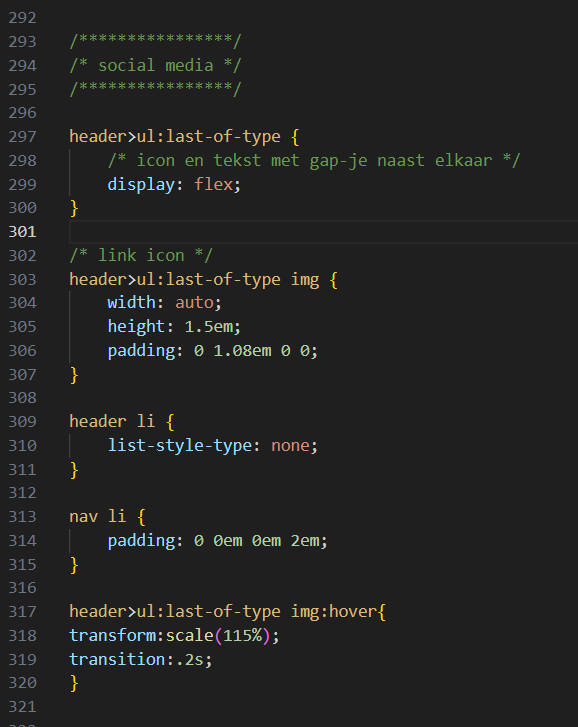 292
293 /****************/
294 /* social media */
295 /****************/
296
297 header>ul:last-of-type {
298     /* icon en tekst met gap-je naast elkaar */
299     display: flex;
300 }
301
302 /* link icon */
303 header>ul:last-of-type img {
304     width: auto;
305     height: 1.5em;
306     padding: 0 1.08em 0 0;
307 }
308
309 header li {
310     list-style-type: none;
311 }
312
313 nav li {
314     padding: 0 0em 0em 2em;
315 }
316
317 header>ul:last-of-type img:hover{
318 transform:scale(115%);
319 transition:.2s;
320 }
321